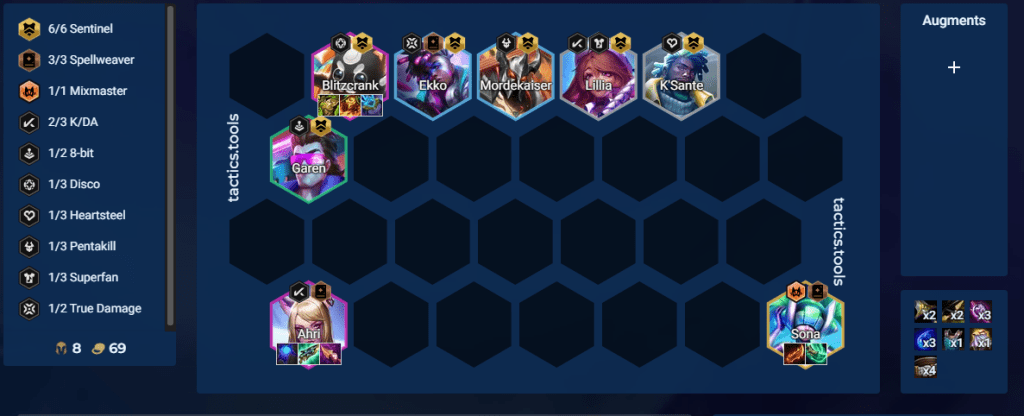 6/6 Sentinel
3/3 Spellweaver
1/1 Mixmaster
2/3 K/DA
1/2 8-bit
1/3 Disco
1/3 Heartsteel
1/3 Pentakill
1/3 Superfan
1/2 True Damage
8 69
tactics.tools
Blitzcrank Ekko Mordekaiser Lillia K'Sante
Garen
Ahri Sona
tactics.tools
Augments
+
x2 x2 x3
x3 x1 x1
x4